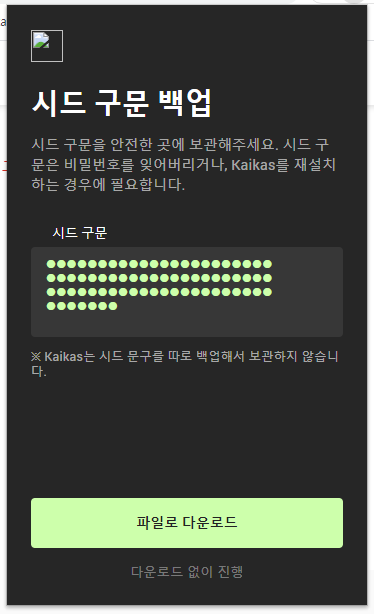 시드 구문 백업
시드 구문을 안전한 곳에 보관해주세요. 시드 구
문은 비밀번호를 잊어버리거나, Kaikas를 재설치
하는 경우에 필요합니다.
시드 구문
※ Kaikas는 시드 문구를 따로 백업해서 보관하지 않습니
다.
파일로 다운로드
다운로드 없이 진행